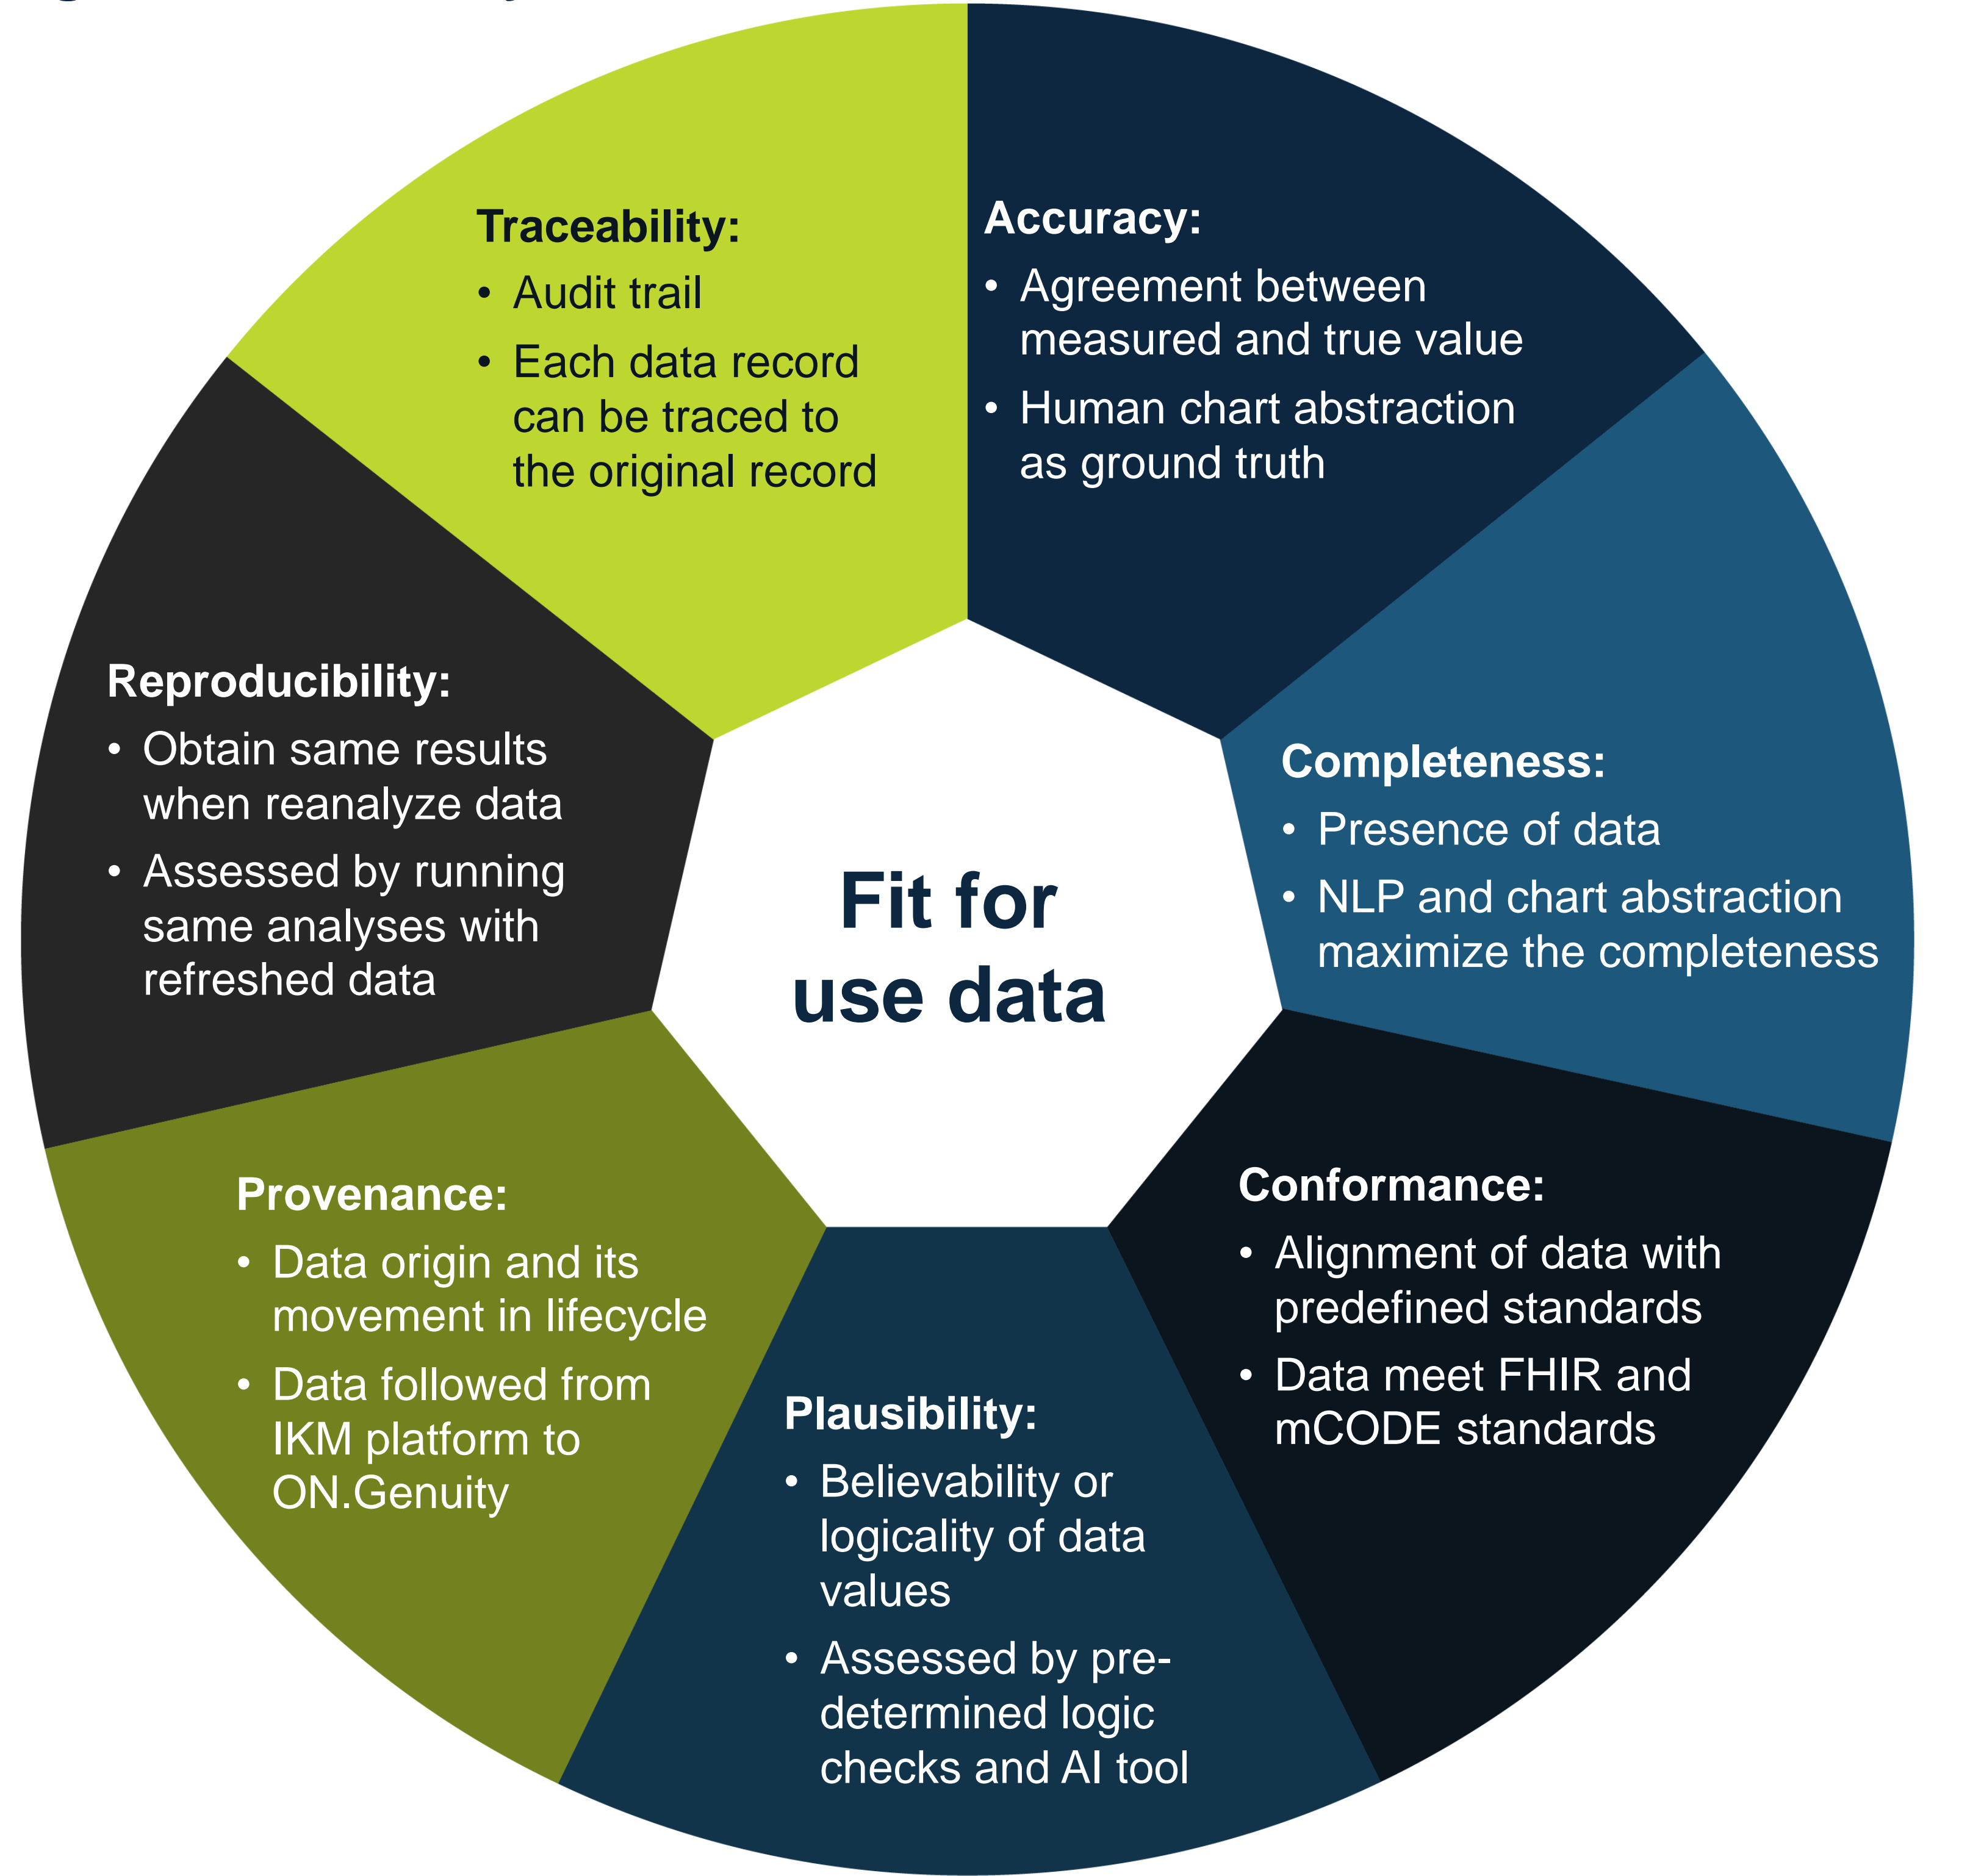 Traceability:
• Audit trail
• Each data record
can be traced to
the original record
Accuracy:
• Agreement between
measured and true value
• Human chart abstraction
as ground truth
Completeness:
• Presence of data
• NLP and chart abstraction
maximize the completeness
Conformance:
• Alignment of data with
predefined standards
• Data meet FHIR and
mCODE standards
Plausibility:
• Believability or
logicality of data
values
• Assessed by pre-
determined logic
checks and AI tool
Provenance:
• Data origin and its
movement in lifecycle
• Data followed from
IKM platform to
ON.Genuity
Reproducibility:
• Obtain same results
when reanalyze data
• Assessed by running
same analyses with
refreshed data
Fit for
use data